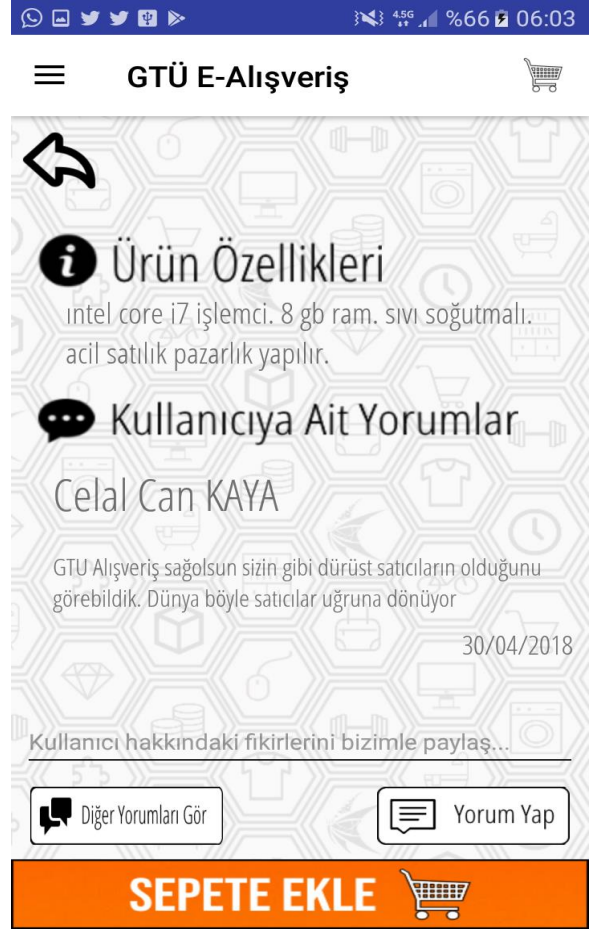 4.5G %66 06:03
GTÜ E-Alışveriş
Ürün Özellikleri
ıntel core i7 işlemci. 8 gb ram. sıvı soğutmalı.
acil satılık pazarlık yapılır.
Kullanıcıya Ait Yorumlar
Celal Can KAYA
GTU Alışveriş sağolsun sizin gibi dürüst satıcıların olduğunu
görebildik. Dünya böyle satıcılar uğruna dönüyor
30/04/2018
Kullanıcı hakkındaki fikirlerini bizimle paylaş...
Diğer Yorumları Gör
Yorum Yap
SEPETE EKLE